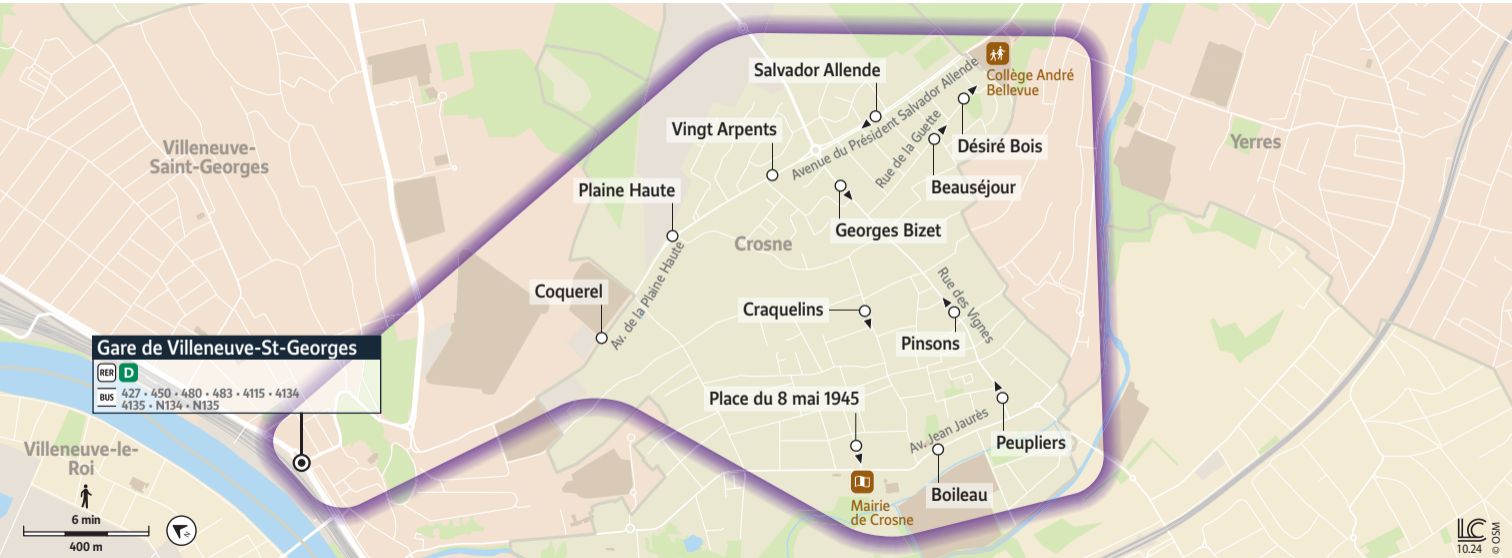 Salvador Allende
Collège André
Bellevue
Avenue du Président Salvador Allende
Rue de la Guette
Vingt Arpents
Désiré Bois
Yerres
Villeneuve-
Saint-Georges
Plaine Haute
Beauséjour
Georges Bizet
Crosne
Av. de la Plaine Haute
Coquerel
Rue des Vignes
Craquelins
Pinsons
Gare de Villeneuve-St-Georges
RER D
BUS 427 • 450 • 480 • 483 • 4115 • 4134
4135 • N134 • N135
Place du 8 mai 1945
Av. Jean Jaurès
Peupliers
Villeneuve-le-
Roi
Boileau
Mairie
de Crosne
6 min
400 m
N
LC
10.24
© OSM